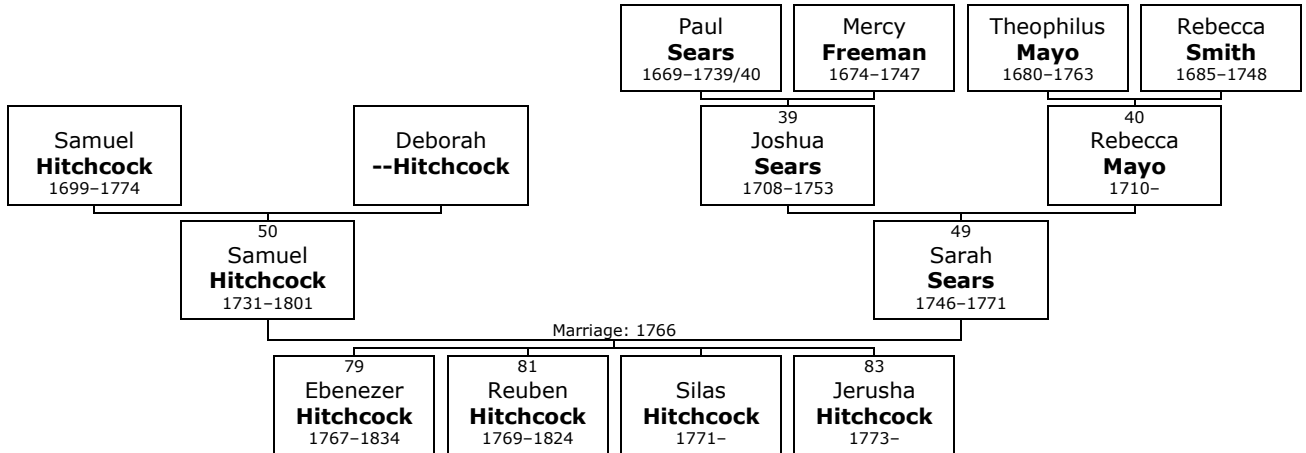 Paul
Sears
1669–1739/40
Mercy
Freeman
1674–1747
Theophilus
Mayo
1680–1763
Rebecca
Smith
1685–1748
Samuel
Hitchcock
1699–1774
Deborah
--Hitchcock
39
Joshua
Sears
1708–1753
40
Rebecca
Mayo
1710–
50
Samuel
Hitchcock
1731–1801
49
Sarah
Sears
1746–1771
Marriage: 1766
79
Ebenezer
Hitchcock
1767–1834
81
Reuben
Hitchcock
1769–1824
Silas
Hitchcock
1771–
83
Jerusha
Hitchcock
1773–